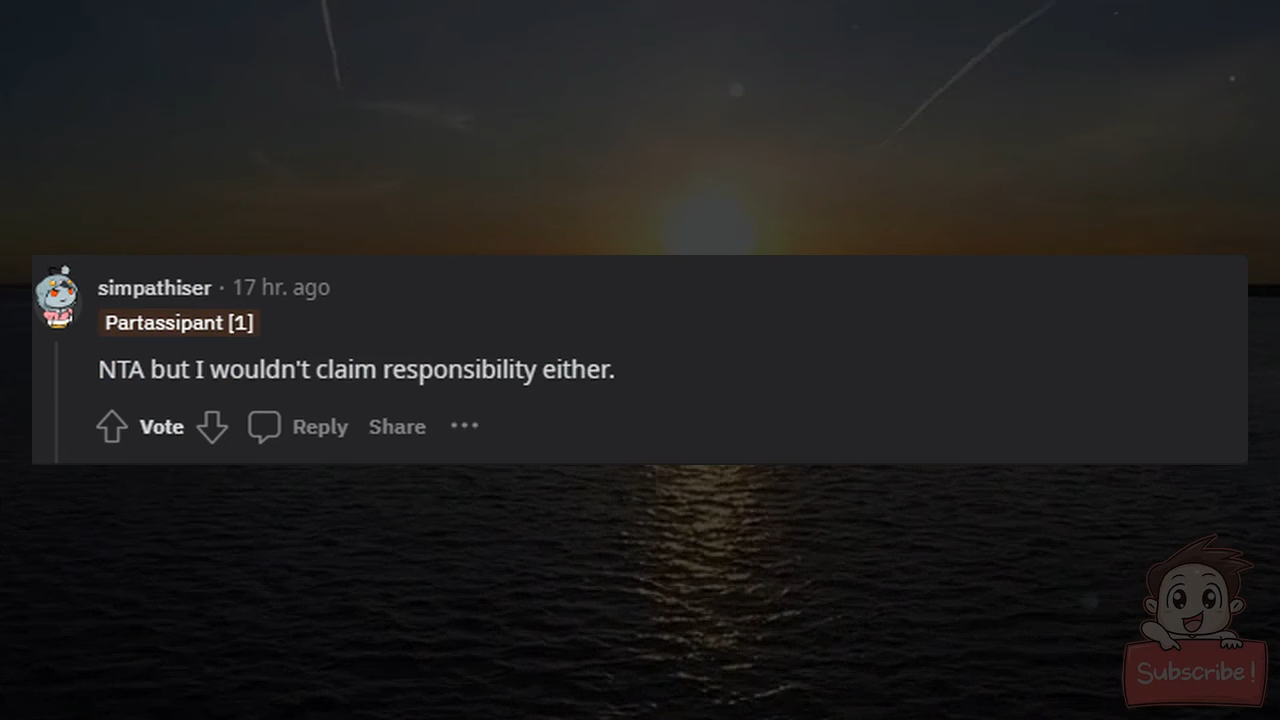 simpathiser · 17 hr. ago
Partassipant [1]
NTA but I wouldn't claim responsibility either.
Vote Reply Share •••
Subscribe!